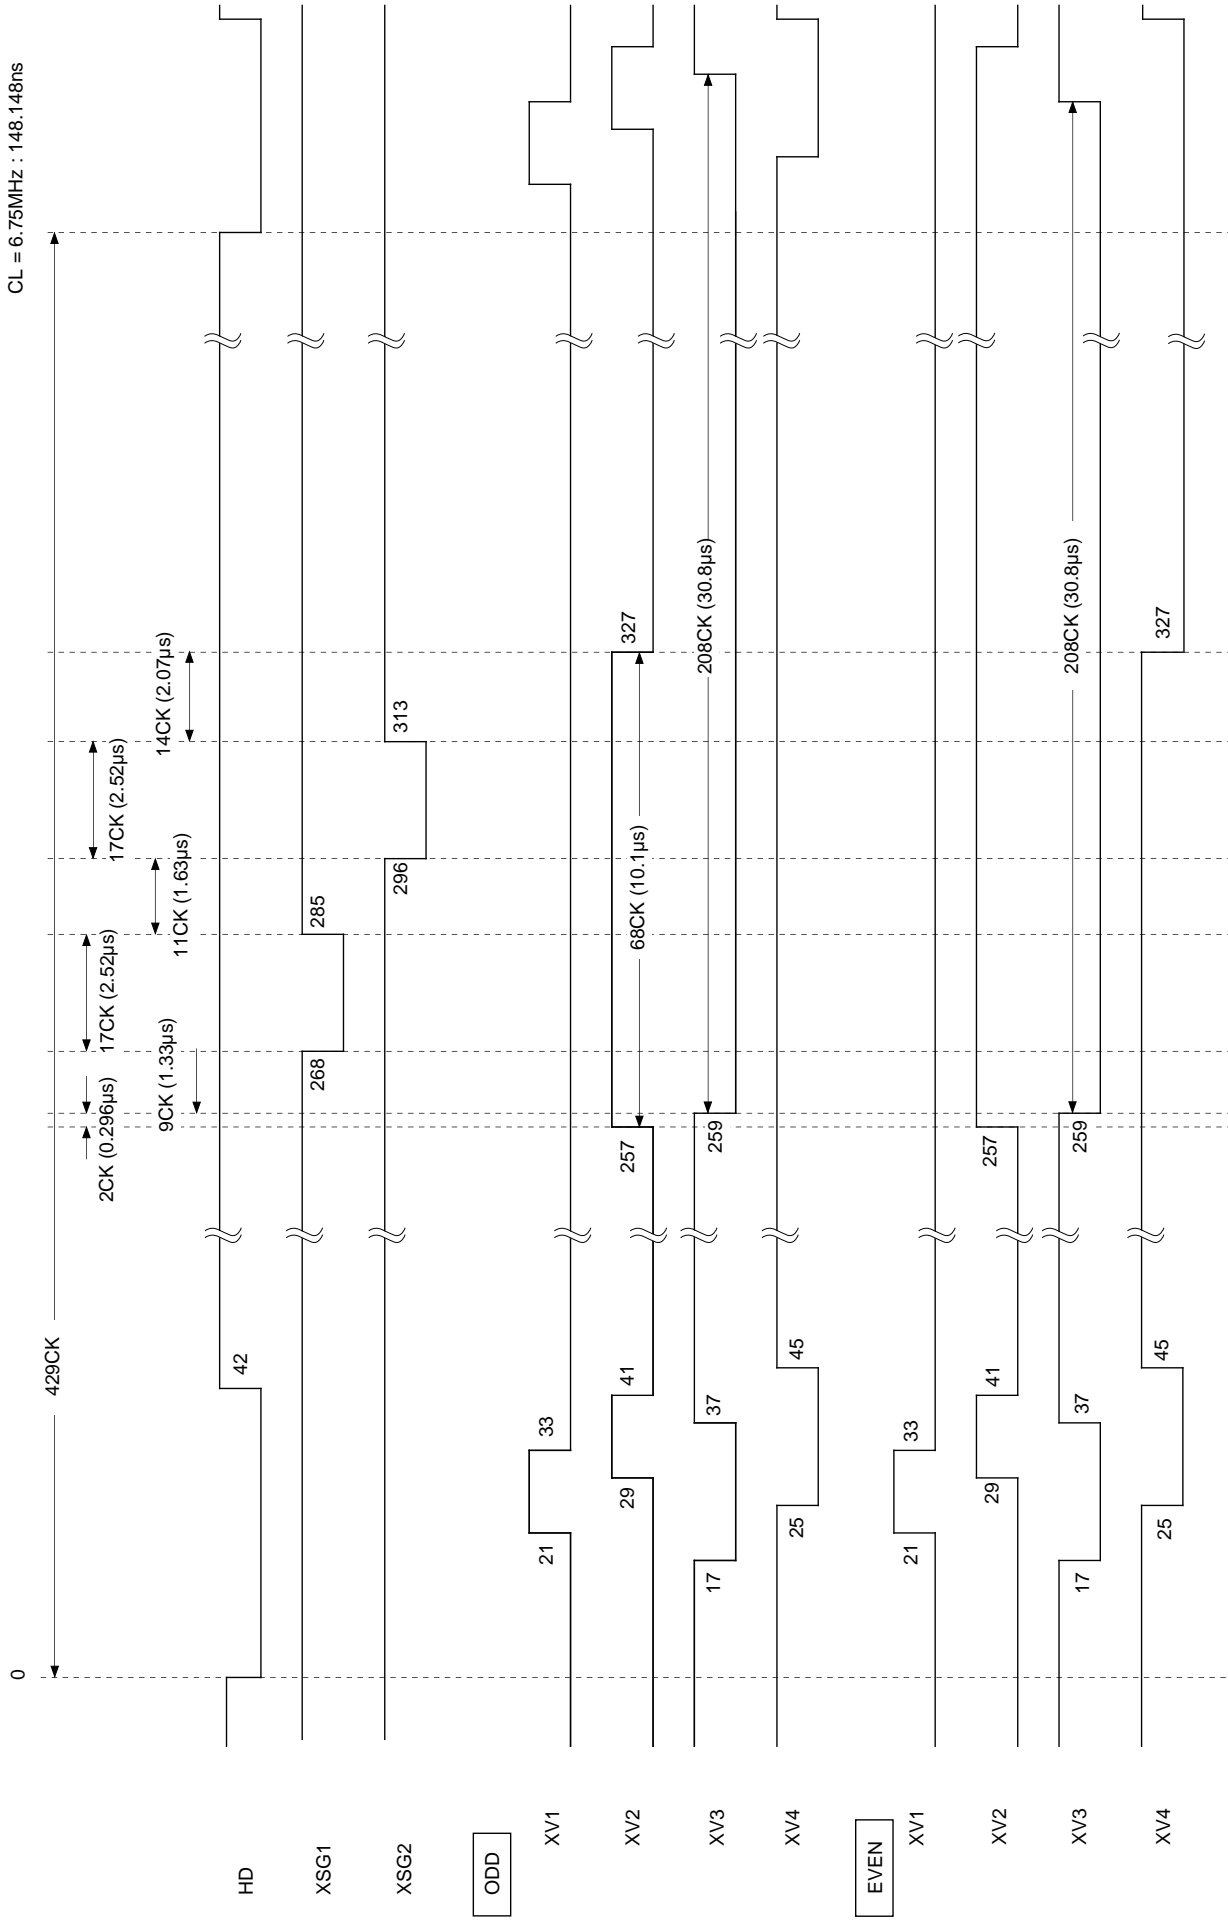 CL = 6.75MHz : 148.148ns
0
429CK
2CK (0.296µs)
17CK (2.52µs)
17CK (2.52µs)
9CK (1.33µs)
11CK (1.63µs)
14CK (2.07µs)
HD
42
XSG1
268
285
XSG2
296
313
ODD
XV1
21
33
XV2
29
41
257
68CK (10.1µs)
327
XV3
17
37
259
208CK (30.8µs)
XV4
25
45
EVEN
XV1
21
33
XV2
29
41
257
XV3
17
37
259
208CK (30.8µs)
XV4
25
45
327